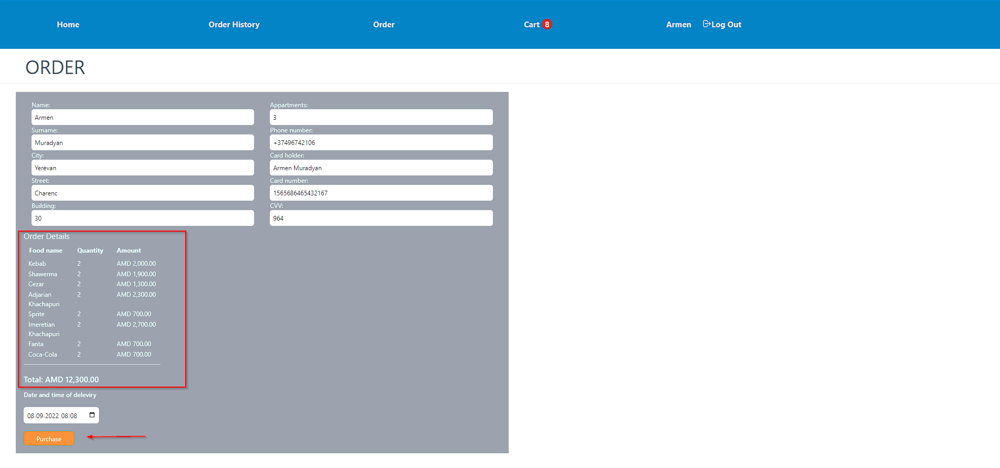 Home Order History Order Cart 8 Armen Log Out
ORDER
Name:
Armen
Surname:
Muradyan
City:
Yerevan
Street:
Charenc
Building:
30
Appartments:
3
Phone number:
+37496742106
Card holder:
Armen Muradyan
Card number:
1565686465432167
CVV:
964
Order Details
Food name Quantity Amount
Kebab 2 AMD 2,000.00
Shawerma 2 AMD 1,900.00
Cezar 2 AMD 1,300.00
Adjarian 2 AMD 2,300.00
Khachapuri
Sprite 2 AMD 700.00
Imeretian 2 AMD 2,700.00
Khachapuri
Fanta 2 AMD 700.00
Coca-Cola 2 AMD 700.00
Total: AMD 12,300.00
Date and time of deleviry
08.09.2022 08:08
Purchase